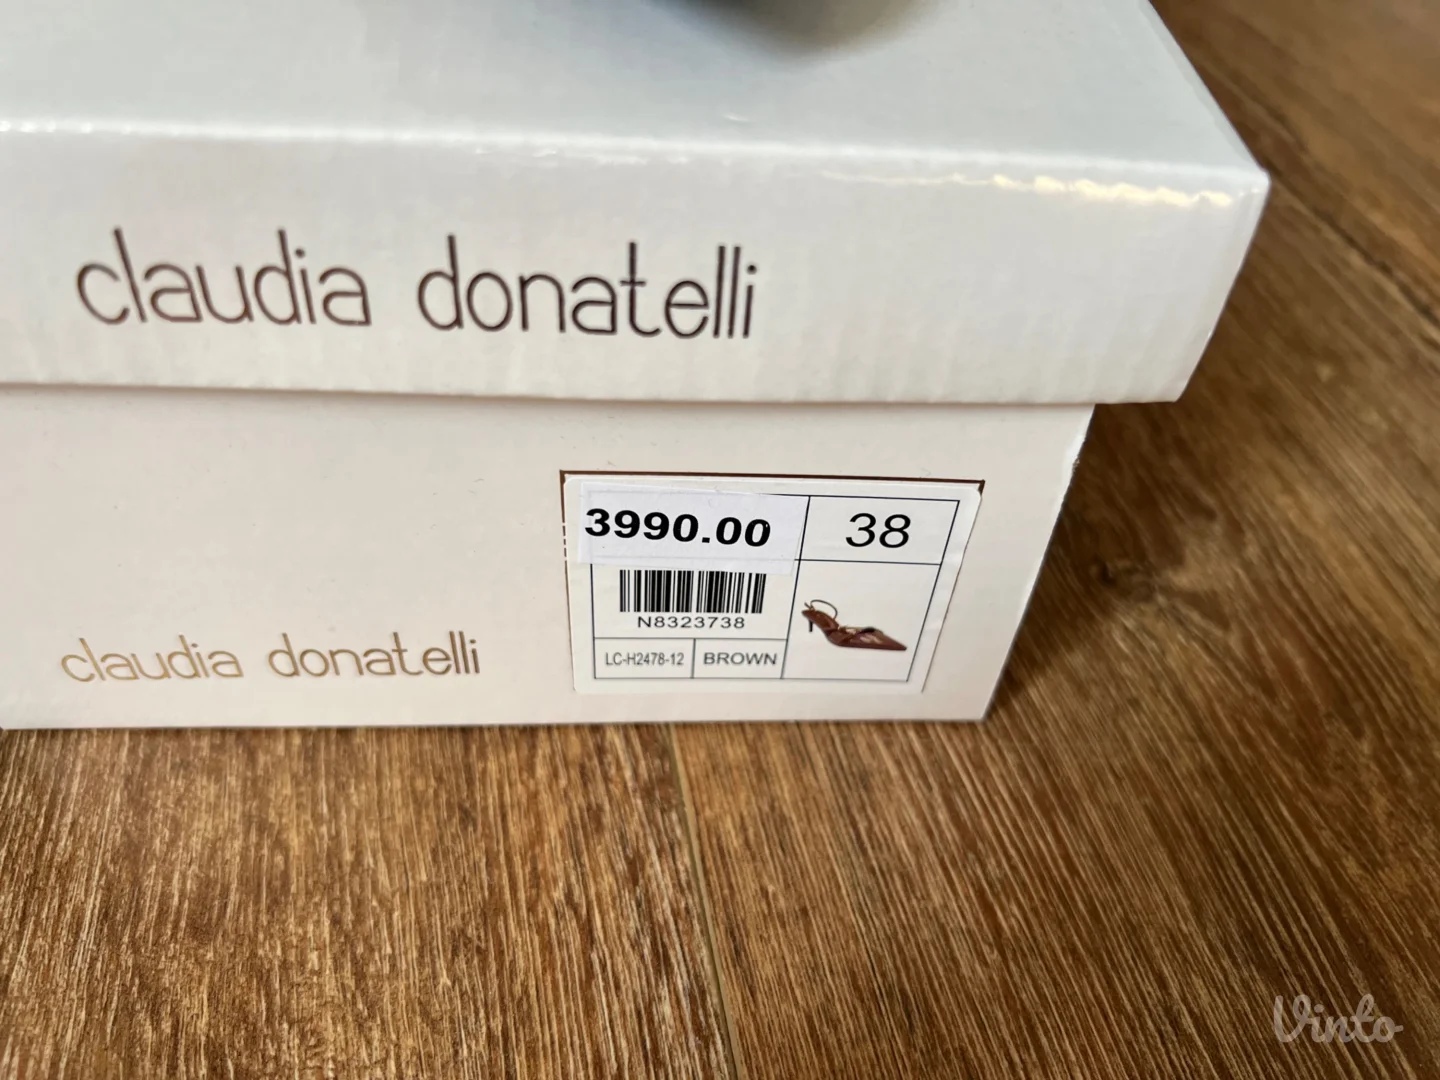 claudia donatelli
3990.00
38
N8323738
LC-H2478-12
BROWN
claudia donatelli
Vinto